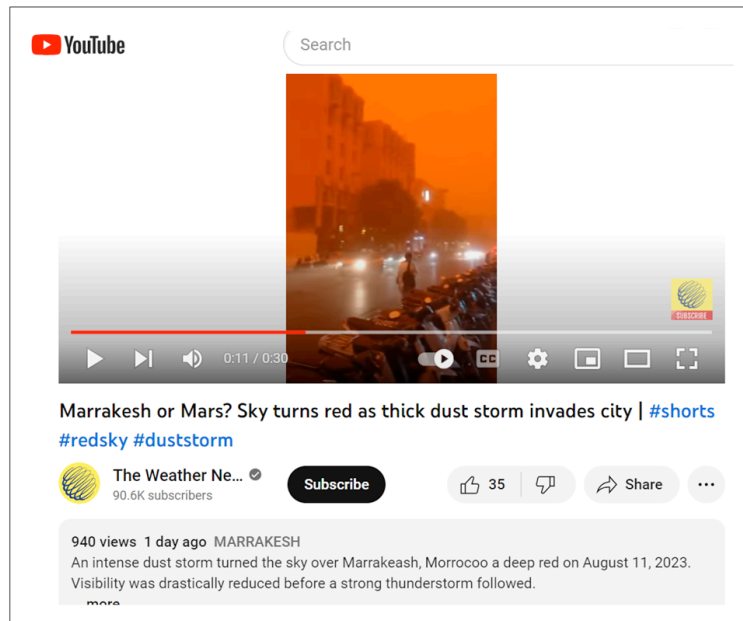 YouTube
Search
SUBSCRIBE
0:11 / 0:30
CC
Marrakesh or Mars? Sky turns red as thick dust storm invades city | #shorts
#redsky #duststorm
The Weather Ne...
90.6K subscribers
Subscribe
35
Share
940 views 1 day ago MARRAKESH
An intense dust storm turned the sky over Marrakeash, Morrocoo a deep red on August 11, 2023.
Visibility was drastically reduced before a strong thunderstorm followed.
...more